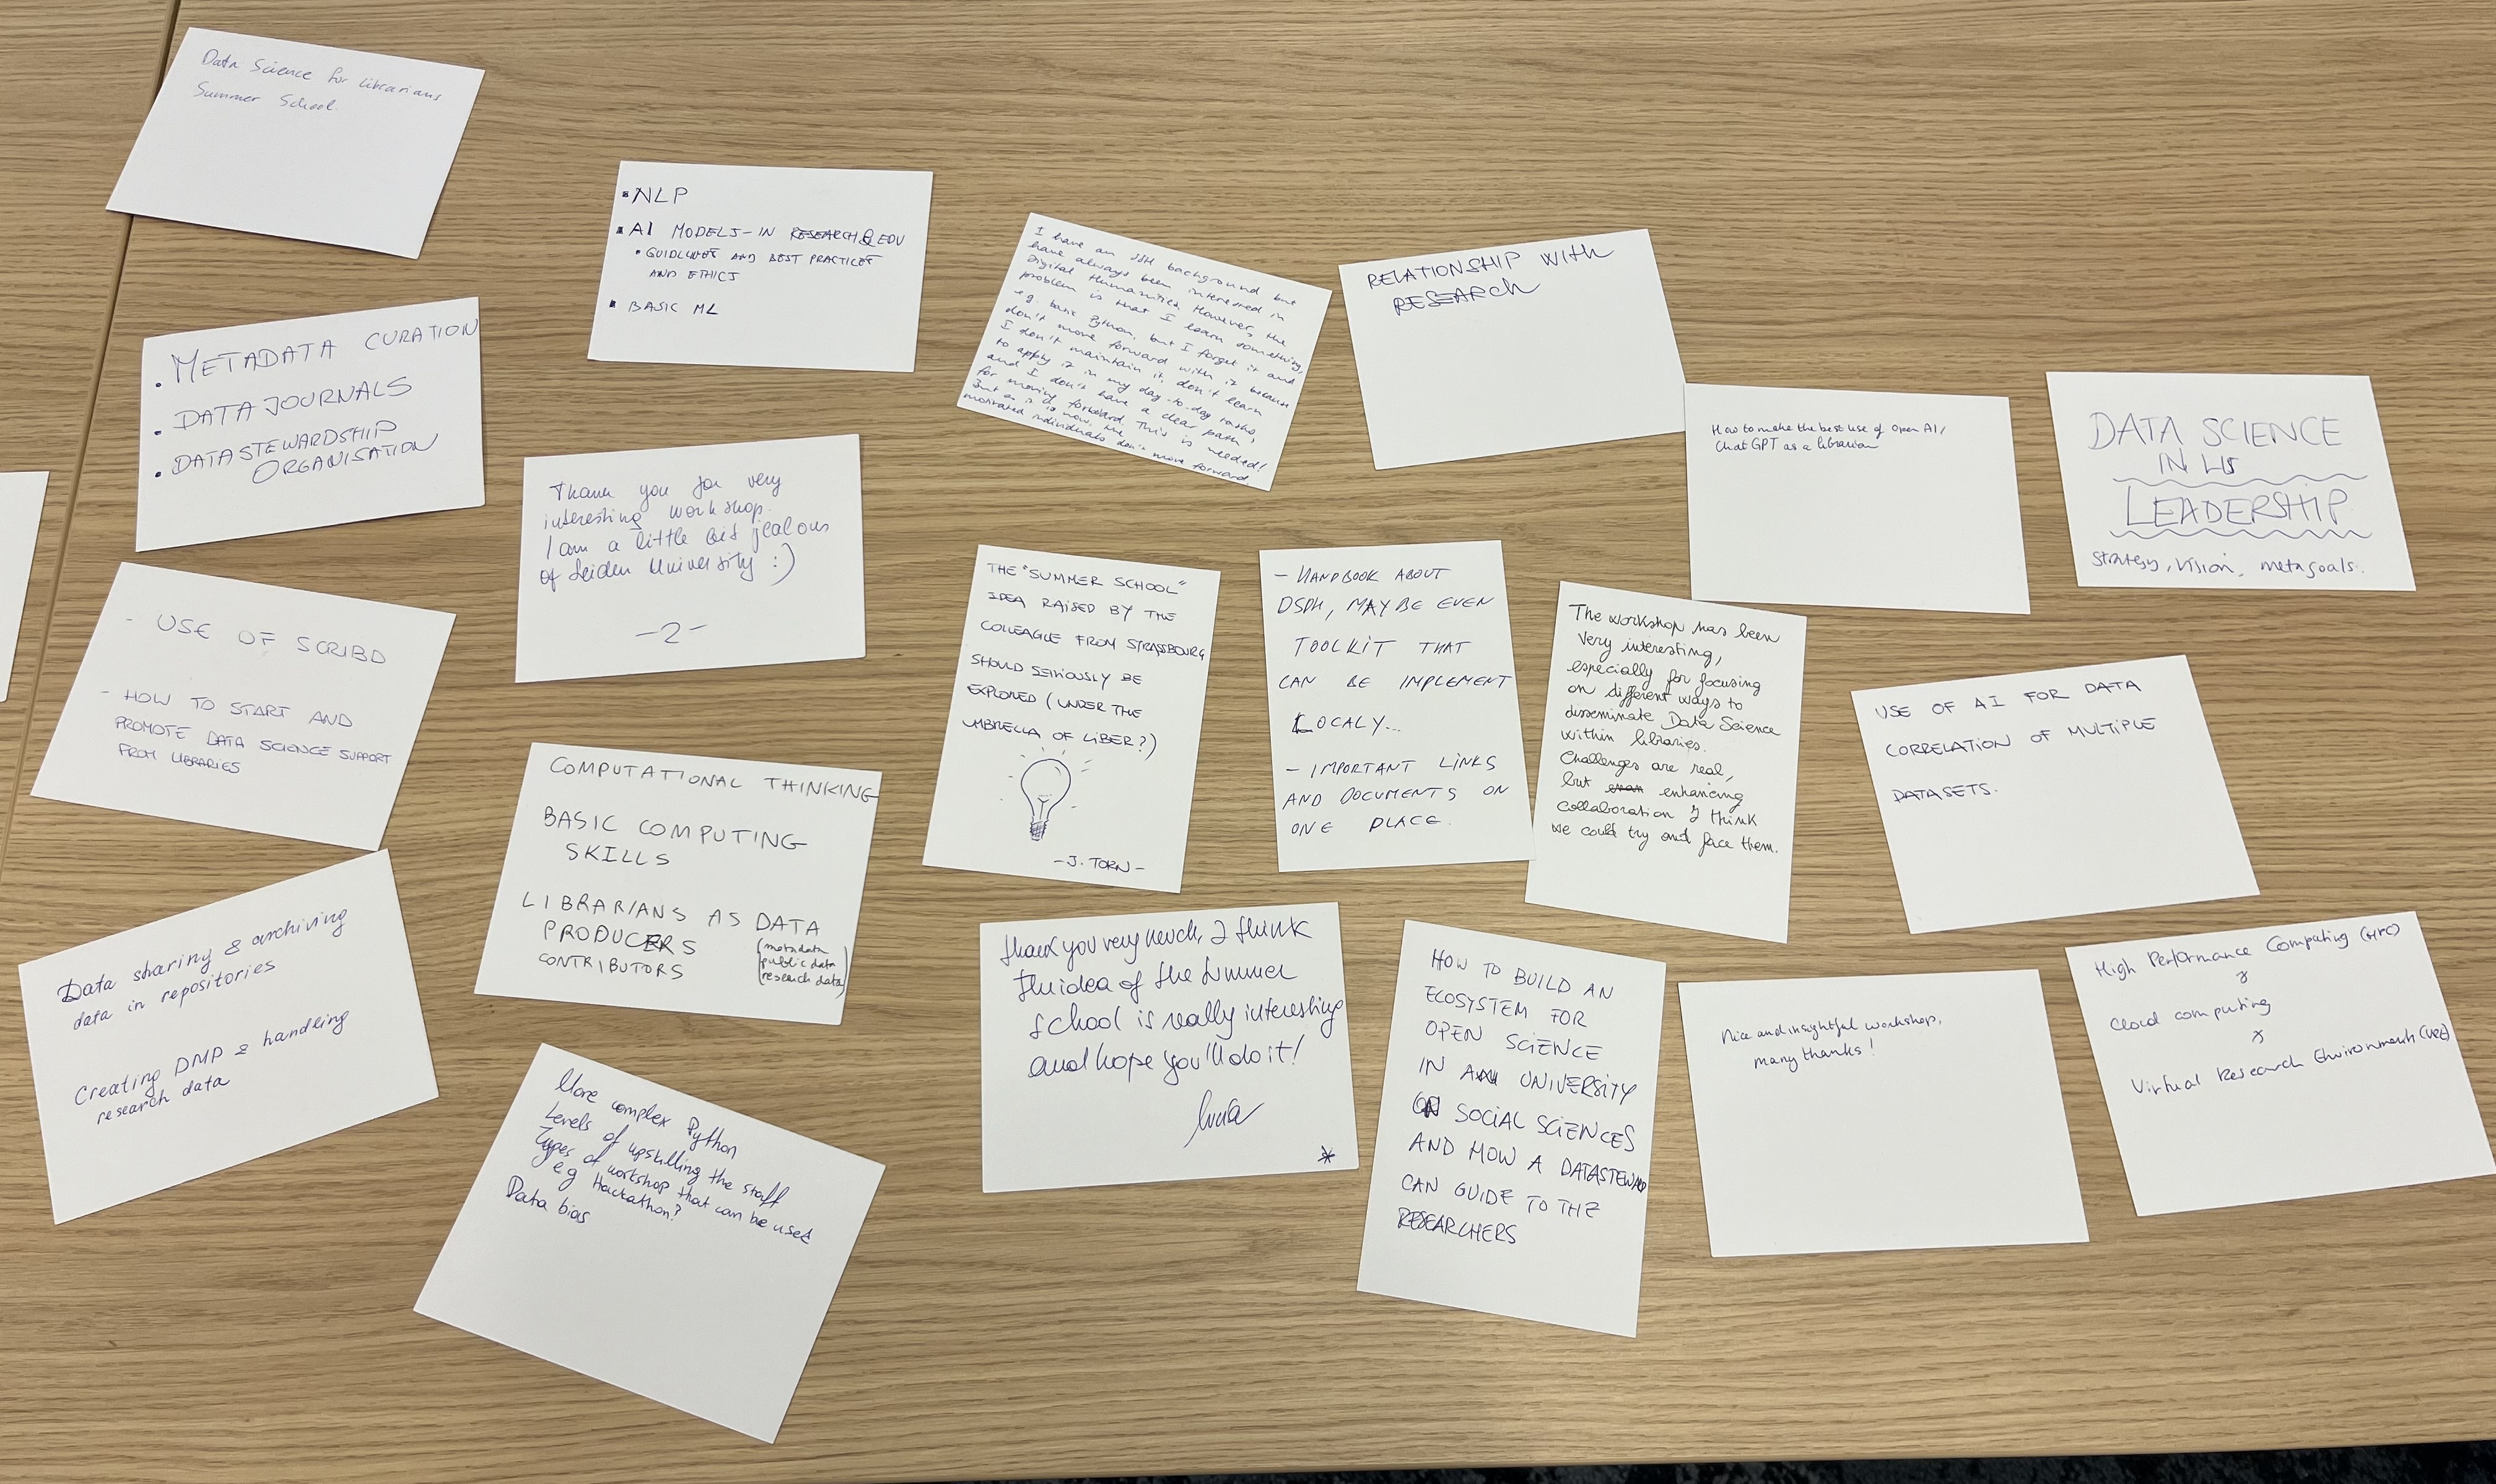 Data Science for Librarians
Summer School.
• NLP
• AI MODELS - IN RESEARCH & EDU
• GUIDLINES AND BEST PRACTICES
AND ETHICS
• BASIC ML
I have an SSH background but
have always been interested in
Digital Humanities. However, the
problem is that I learn something,
e.g. basic Python, but I forget it and
don't move forward with it because
I don't maintain it, don't learn
to apply it in my day-to-day tasks,
and I don't have a clear path
for moving forward. This is needed!
But as it is now, the
motivated individuals don't move forward.
RELATIONSHIP WITH
RESEARCH
• METADATA CURATION
• DATA JOURNALS
• DATA STEWARDSHIP
ORGANISATION
Thank you for very
interesting workshop.
I am a little bit jealous
of Leiden University :)
-2-
How to make the best use of Open AI/
Chat GPT as a librarian
DATA SCIENCE
IN LIS
LEADERSHIP
Strategy, Vision, metagoals.
- USE OF SCRIBD
- HOW TO START AND
PROMOTE DATA SCIENCE SUPPORT
FROM LIBRARIES
THE "SUMMER SCHOOL"
IDEA RAISED BY THE
COLLEAGUE FROM STRASSBOURG
SHOULD SERIOUSLY BE
EXPLORED (UNDER THE
UMBRELLA OF LIBER?)
-J. TORN-
- HANDBOOK ABOUT
DSDH, MAYBE EVEN
TOOLKIT THAT
CAN BE IMPLEMENT
LOCALY...
- IMPORTANT LINKS
AND DOCUMENTS ON
ONE PLACE.
The workshop has been
very interesting,
especially for focusing
on different ways to
disseminate Data Science
within libraries.
Challenges are real,
but enhancing
collaboration I think
we could try and face them.
USE OF AI FOR DATA
CORRELATION OF MULTIPLE
DATASETS.
COMPUTATIONAL THINKING
BASIC COMPUTING
SKILLS
LIBRARIANS AS DATA
PRODUCERS
CONTRIBUTORS
(metadata
public data
research data)
Data sharing & archiving
data in repositories
Creating DMP & handling
research data
Thank you very much, I think
the idea of the summer
school is really interesting
and hope you'll do it!
Lucia
*
HOW TO BUILD AN
ECOSYSTEM FOR
OPEN SCIENCE
IN UNIVERSITY
ON SOCIAL SCIENCES
AND HOW A DATASTEWARD
CAN GUIDE TO THE
RESEARCHERS
Nice and insightful workshop,
many thanks!
High Performance Computing (HPC)
&
Cloud computing
&
Virtual Research Environment (VRE)
More complex Python
Levels of upskilling the staff
Types of workshop that can be used
eg Hackathon?
Data bias